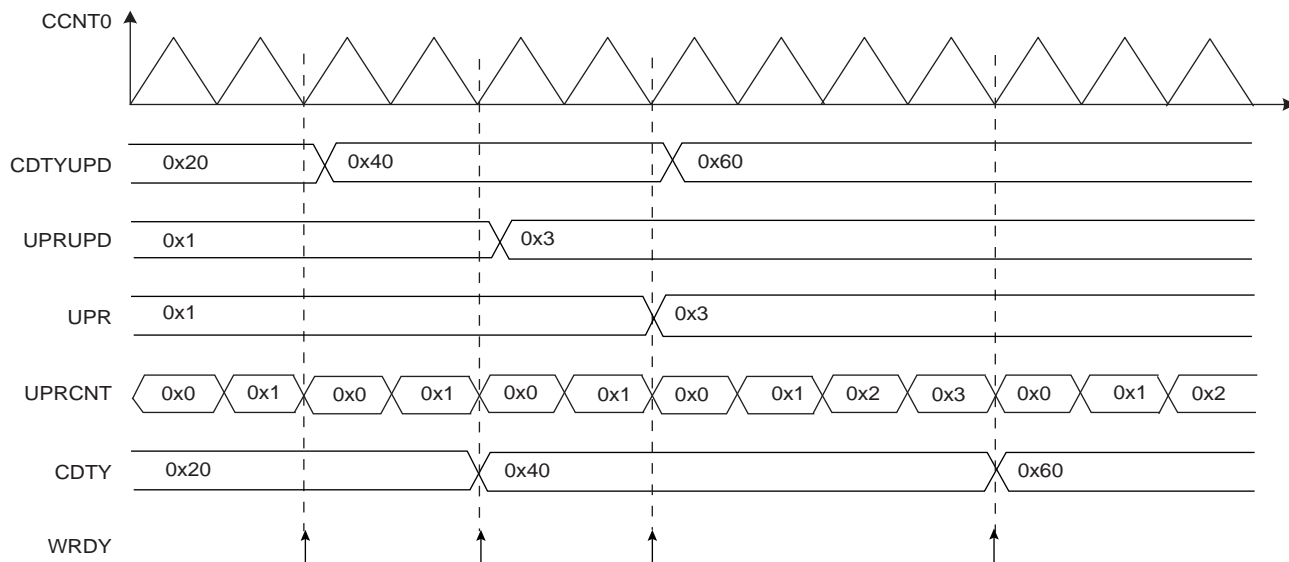 CCNT0
CDTYUPD 0x20 0x40 0x60
UPRUPD 0x1 0x3
UPR 0x1 0x3
UPRCNT 0x0 0x1 0x0 0x1 0x0 0x1 0x0 0x1 0x2 0x3 0x0 0x1 0x2
CDTY 0x20 0x40 0x60
WRDY